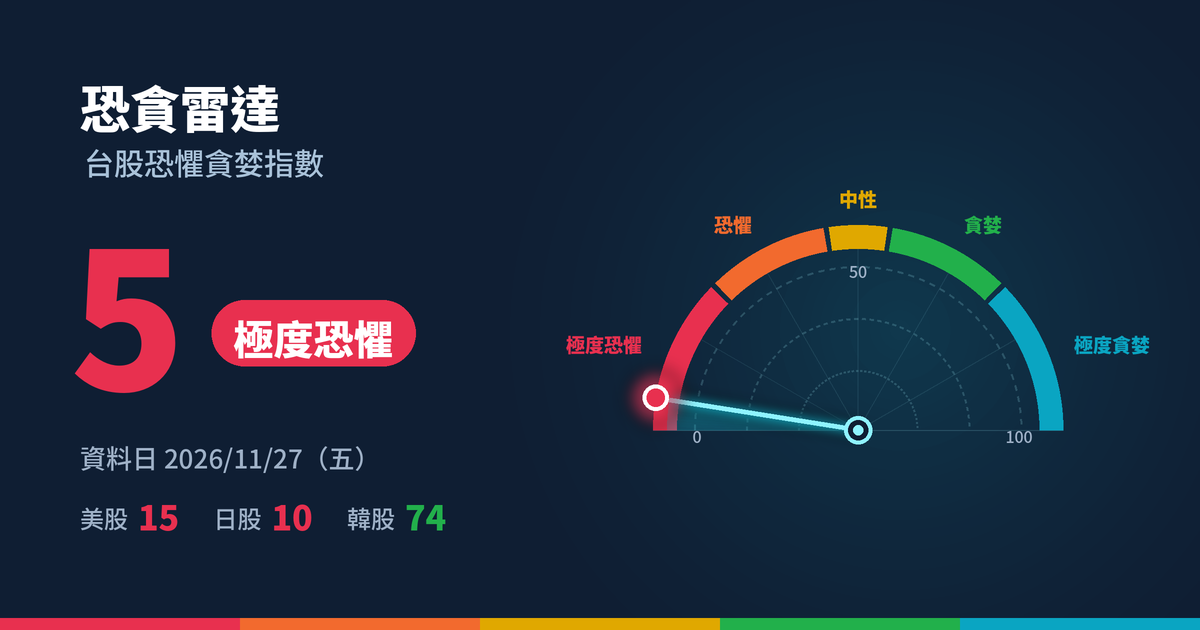 恐貪雷達
台股恐懼貪婪指數
5 極度恐懼
資料日 2026/11/27（五）
美股 15 日股 10 韓股 74
中性
恐懼
貪婪
50
極度恐懼
極度貪婪
0
100